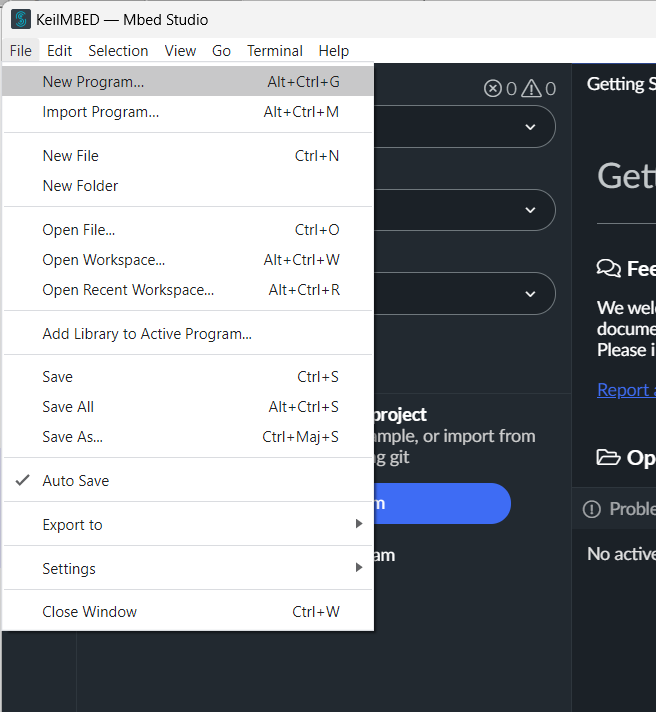 KeilMBED — Mbed Studio
File Edit Selection View Go Terminal Help
New Program... Alt+Ctrl+G
Import Program... Alt+Ctrl+M
New File Ctrl+N
New Folder
Open File... Ctrl+O
Open Workspace... Alt+Ctrl+W
Open Recent Workspace... Alt+Ctrl+R
Add Library to Active Program...
Save Ctrl+S
Save All Alt+Ctrl+S
Save As... Ctrl+Maj+S
Auto Save
Export to
Settings
Close Window Ctrl+W
0 0
project
mple, or import from
g git
m
am
Getting S
Get
Fee
We wel
docume
Please i
Report
Op
Proble
No active